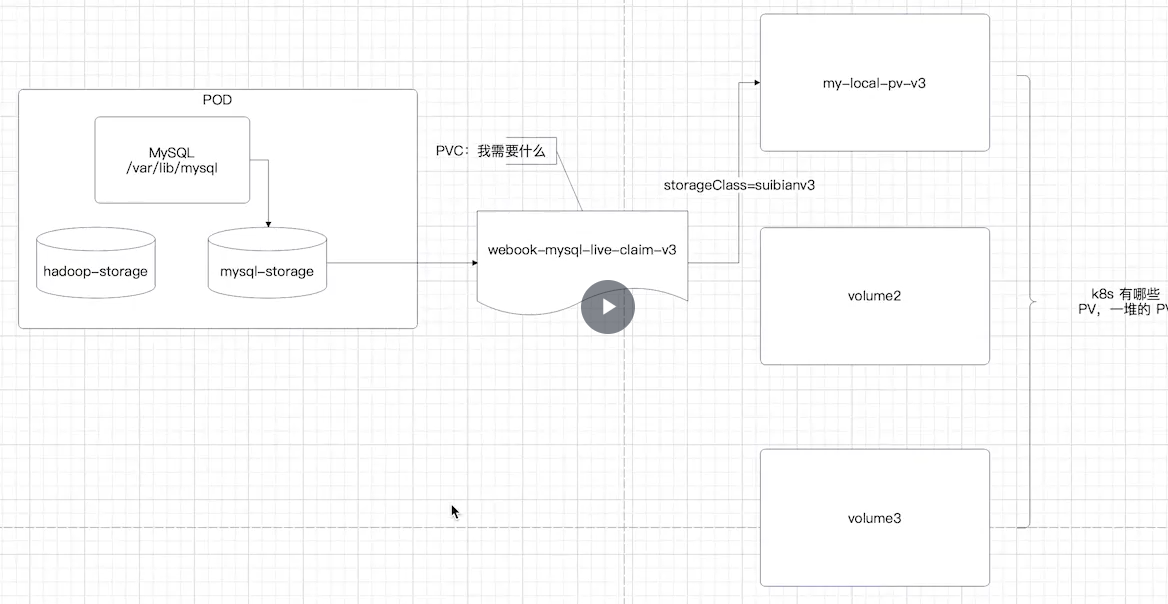 POD
MySQL
/var/lib/mysql
hadoop-storage
mysql-storage
PVC：我需要什么
webook-mysql-live-claim-v3
storageClass=suibianv3
my-local-pv-v3
volume2
volume3
k8s 有哪些
PV，一堆的 PV